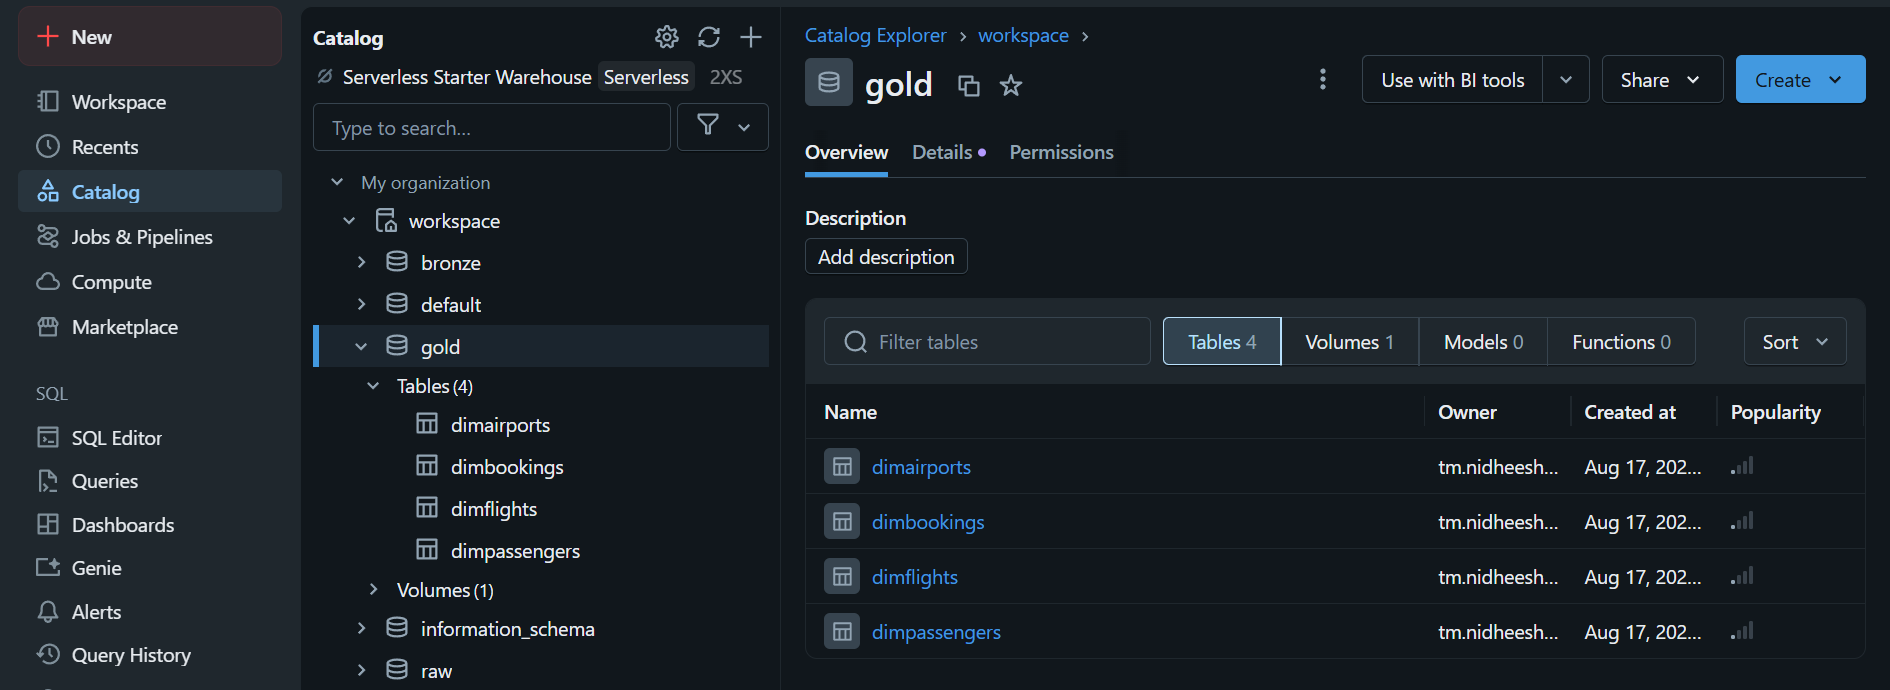 New
Workspace
Recents
Catalog
Jobs & Pipelines
Compute
Marketplace
SQL
SQL Editor
Queries
Dashboards
Genie
Alerts
Query History
Catalog
Serverless Starter Warehouse Serverless 2XS
Type to search...
My organization
workspace
bronze
default
gold
Tables (4)
dimairports
dimbookings
dimflights
dimpassengers
Volumes (1)
information_schema
raw
Catalog Explorer › workspace ›
gold
Use with BI tools
Share
Create
Overview Details Permissions
Description
Add description
Filter tables
Tables 4 Volumes 1 Models 0 Functions 0
Sort
Name Owner Created at Popularity
dimairports tm.nidheesh... Aug 17, 202...
dimbookings tm.nidheesh... Aug 17, 202...
dimflights tm.nidheesh... Aug 17, 202...
dimpassengers tm.nidheesh... Aug 17, 202...